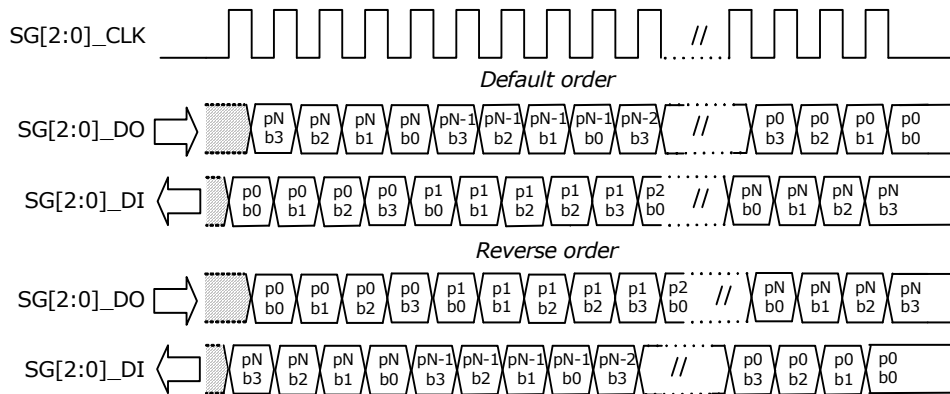 SG[2:0]_CLK //
Default order
SG[2:0]_DO pN b3 pN b2 pN b1 pN b0 pN-1 b3 pN-1 b2 pN-1 b1 pN-1 b0 pN-2 b3 // p0 b3 p0 b2 p0 b1 p0 b0
SG[2:0]_DI p0 b0 p0 b1 p0 b2 p0 b3 p1 b0 p1 b1 p1 b2 p1 b2 p1 b3 p2 b0 // pN b0 pN b1 pN b2 pN b3
Reverse order
SG[2:0]_DO p0 b0 p0 b1 p0 b2 p0 b3 p1 b0 p1 b1 p1 b2 p1 b2 p1 b3 p2 b0 // pN b0 pN b1 pN b2 pN b3
SG[2:0]_DI pN b3 pN b2 pN b1 pN b0 pN-1 b3 pN-1 b2 pN-1 b1 pN-1 b0 pN-2 b3 // p0 b3 p0 b2 p0 b1 p0 b0